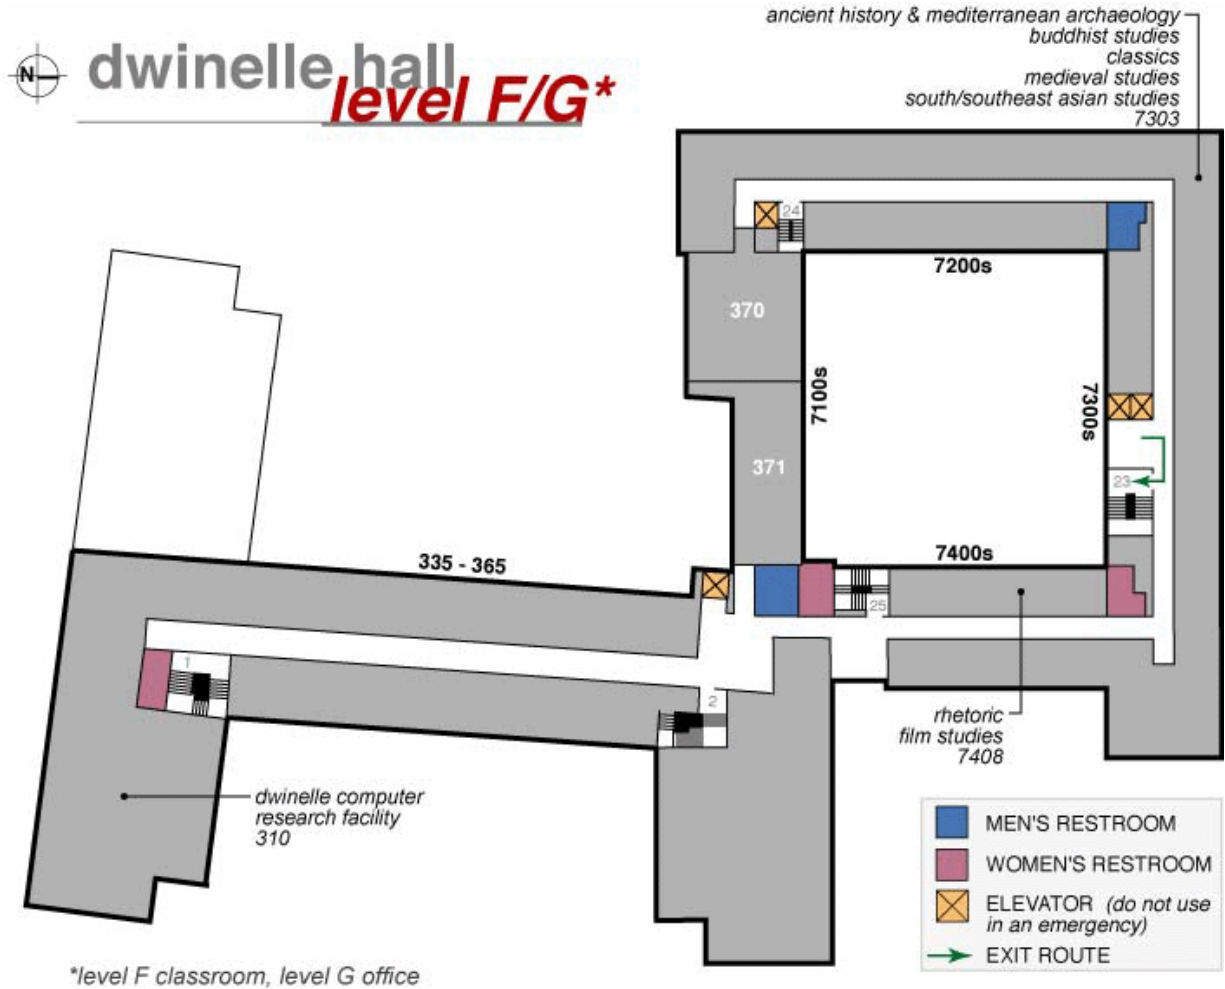 ancient history & mediterranean archaeology
buddhist studies
classics
medieval studies
south/southeast asian studies
7303
N
dwinelle hall
level F/G*
24
7200s
370
7100s
7300s
371
23
335 - 365
7400s
25
1
2
rhetoric
film studies
7408
dwinelle computer
research facility
310
MEN'S RESTROOM
WOMEN'S RESTROOM
ELEVATOR (do not use
in an emergency)
EXIT ROUTE
*level F classroom, level G office